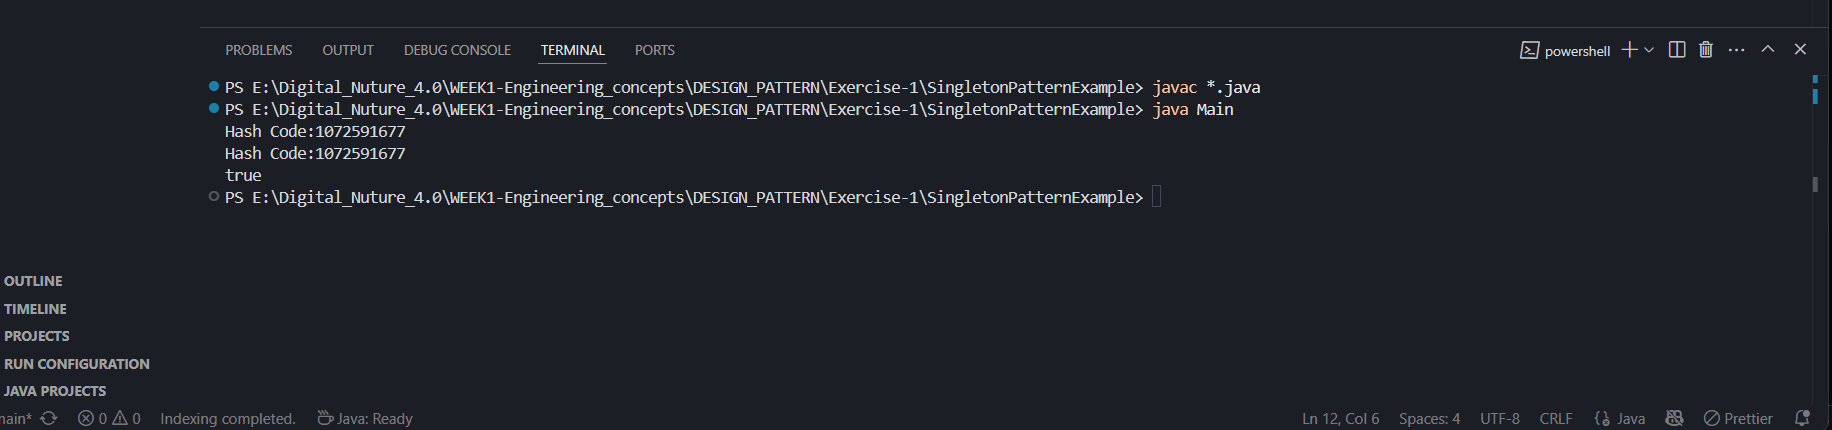 PROBLEMS OUTPUT DEBUG CONSOLE TERMINAL PORTS powershell
PS E:\Digital_Nuture_4.0\WEEK1-Engineering_concepts\DESIGN_PATTERN\Exercise-1\SingletonPatternExample> javac *.java
PS E:\Digital_Nuture_4.0\WEEK1-Engineering_concepts\DESIGN_PATTERN\Exercise-1\SingletonPatternExample> java Main
Hash Code:1072591677
Hash Code:1072591677
true
PS E:\Digital_Nuture_4.0\WEEK1-Engineering_concepts\DESIGN_PATTERN\Exercise-1\SingletonPatternExample>
OUTLINE
TIMELINE
PROJECTS
RUN CONFIGURATION
JAVA PROJECTS
main* 0 0 Indexing completed. Java: Ready Ln 12, Col 6 Spaces: 4 UTF-8 CRLF Java Prettier